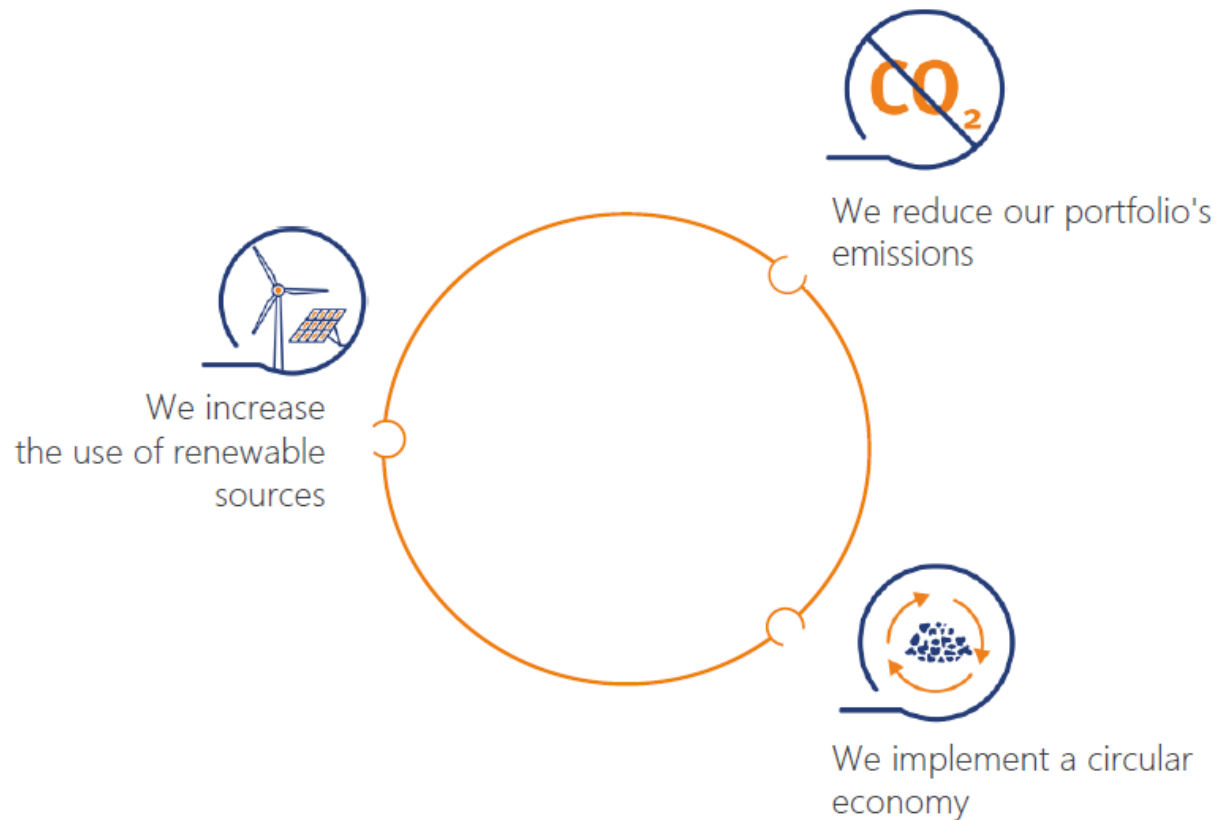 CO₂
We reduce our portfolio's
emissions
We increase
the use of renewable
sources
We implement a circular
economy